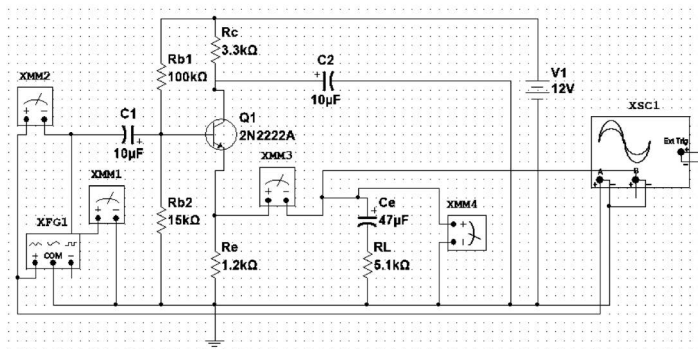 Rc
3.3kΩ
Rb1
100kΩ
C2
+
10µF
V1
12V
XMM2
+ -
C1
+
10µF
Q1
2N2222A
XSC1
Ext Trig
+
-
A
B
+ - + -
XMM3
+ -
XMM1
+ -
Rb2
15kΩ
Ce
+
47µF
XMM4
+
-
XFG1
+ COM -
Re
1.2kΩ
RL
5.1kΩ